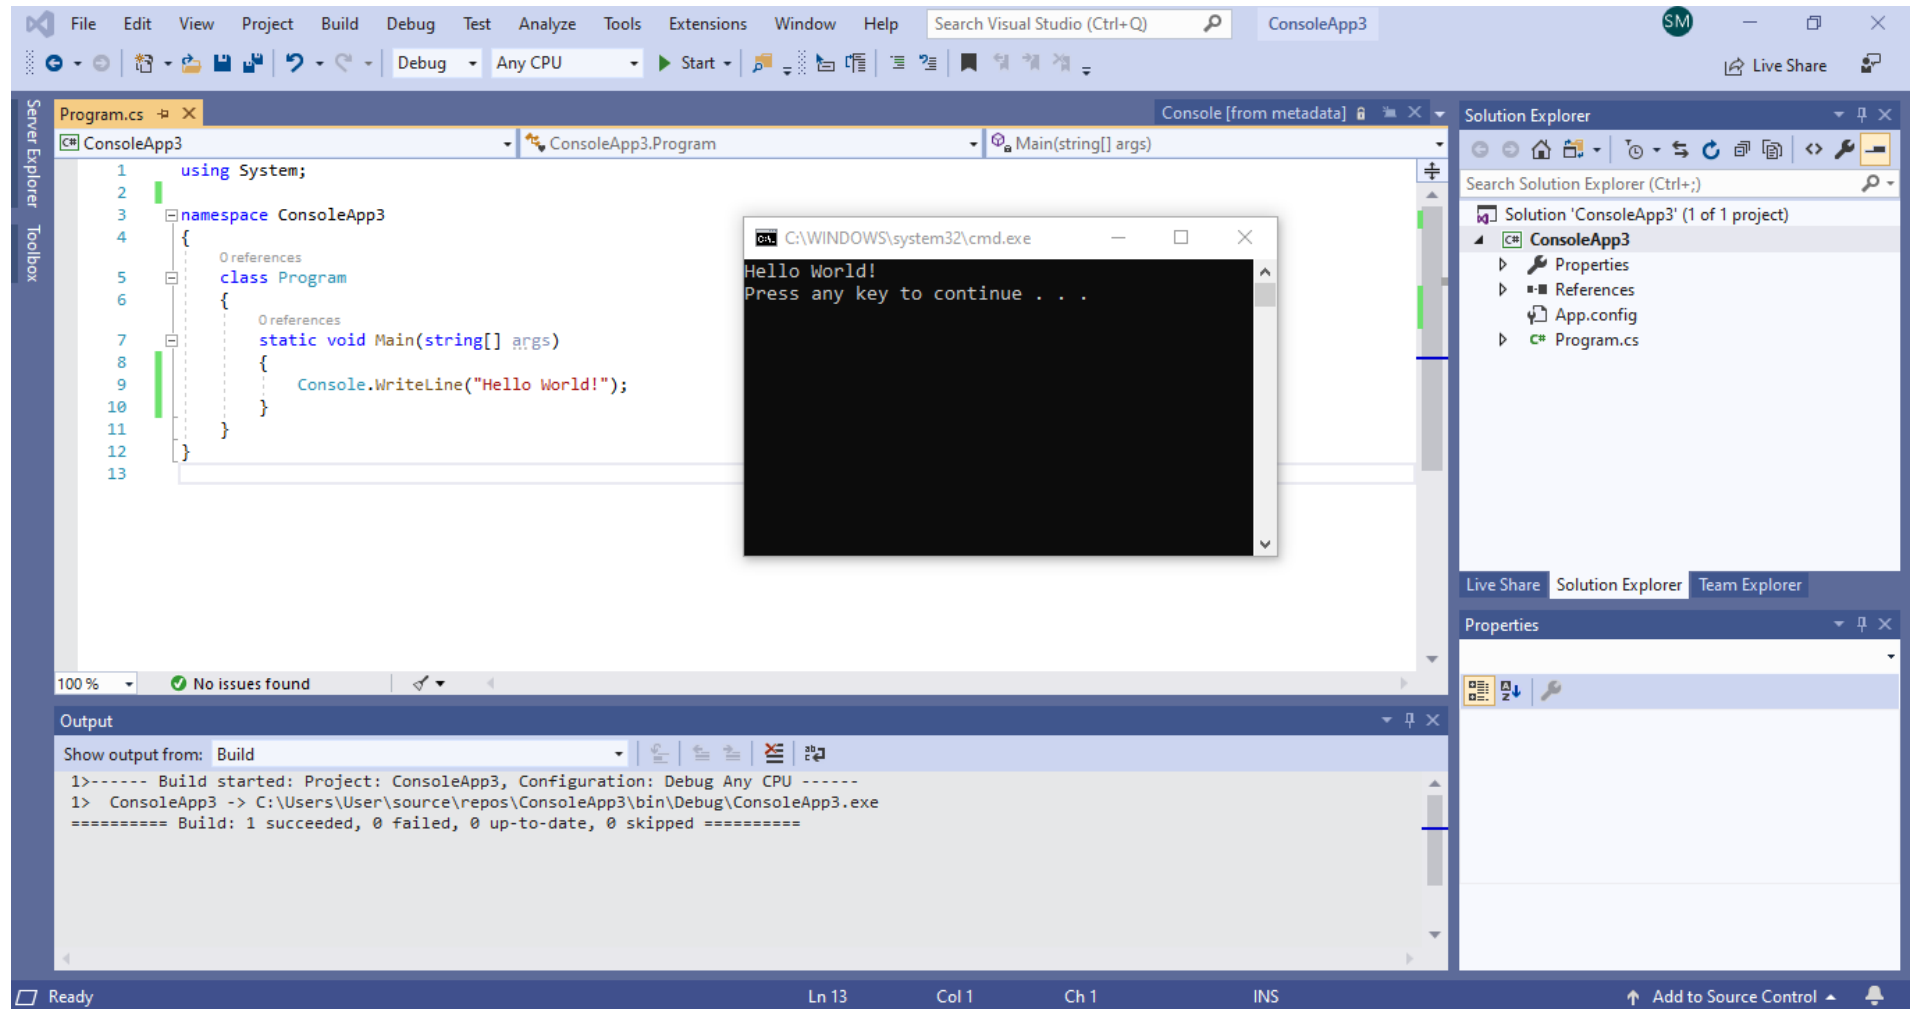 File Edit View Project Build Debug Test Analyze Tools Extensions Window Help Search Visual Studio (Ctrl+Q) ConsoleApp3 SM
Debug Any CPU Start Live Share
Server Explorer
Toolbox
Program.cs Console [from metadata]
C# ConsoleApp3 ConsoleApp3.Program Main(string[] args)
1 using System;
2
3 namespace ConsoleApp3
4 {
0 references
5 class Program
6 {
0 references
7 static void Main(string[] args)
8 {
9 Console.WriteLine("Hello World!");
10 }
11 }
12 }
13
100 % No issues found
C:\WINDOWS\system32\cmd.exe
Hello World!
Press any key to continue . . .
Output
Show output from: Build
1>------ Build started: Project: ConsoleApp3, Configuration: Debug Any CPU ------
1> ConsoleApp3 -> C:\Users\User\source\repos\ConsoleApp3\bin\Debug\ConsoleApp3.exe
========== Build: 1 succeeded, 0 failed, 0 up-to-date, 0 skipped ==========
Solution Explorer
Search Solution Explorer (Ctrl+;)
Solution 'ConsoleApp3' (1 of 1 project)
C# ConsoleApp3
Properties
References
App.config
C# Program.cs
Live Share Solution Explorer Team Explorer
Properties
Ready Ln 13 Col 1 Ch 1 INS Add to Source Control